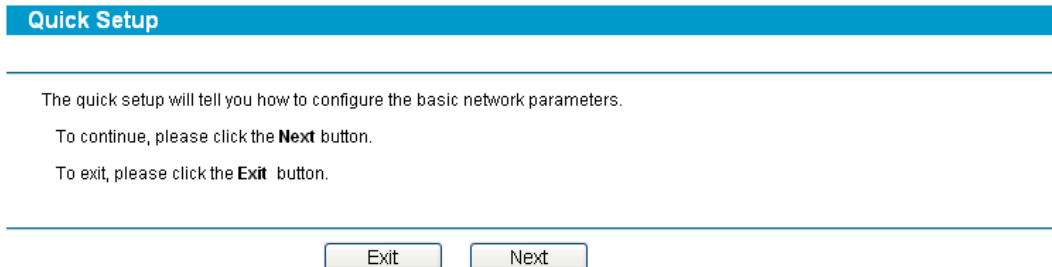 Quick Setup
The quick setup will tell you how to configure the basic network parameters.
To continue, please click the Next button.
To exit, please click the Exit button.
Exit Next